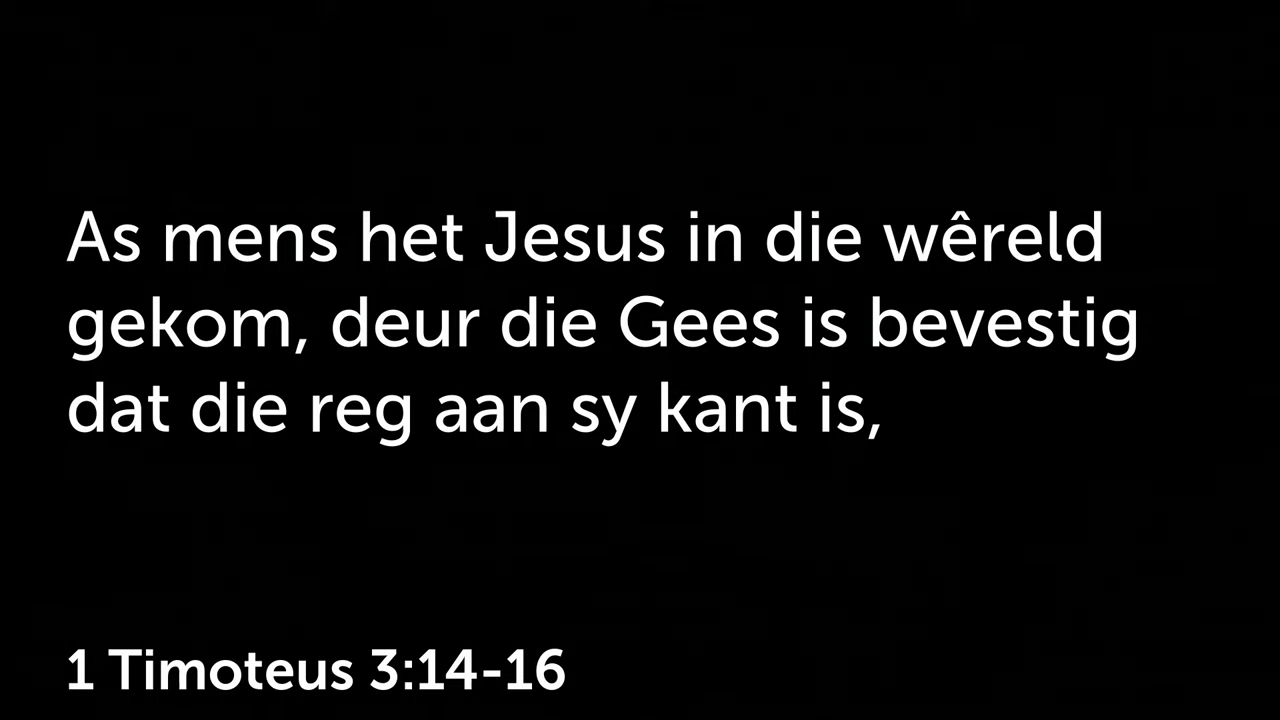 As mens het Jesus in die wêreld
gekom, deur die Gees is bevestig
dat die reg aan sy kant is,
1 Timoteus 3:14-16